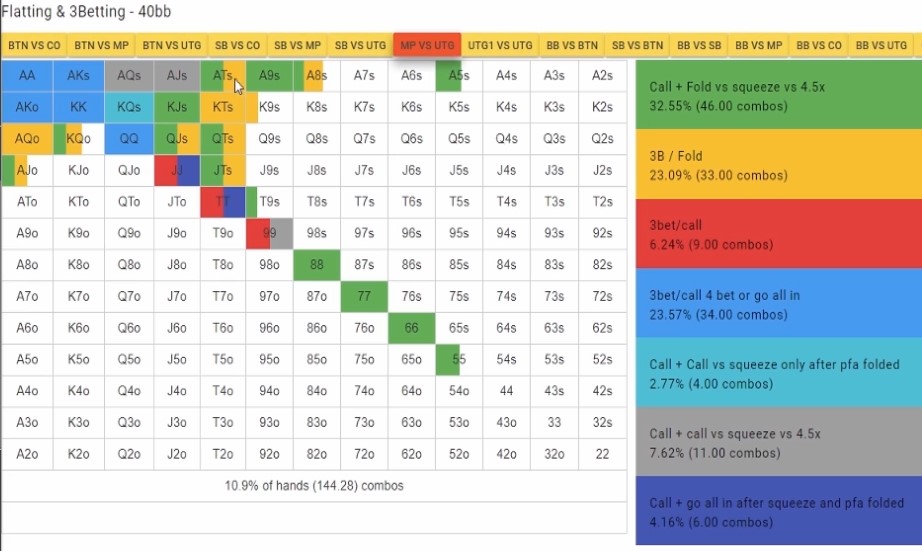 Flatting & 3Betting - 40bb
BTN VS CO BTN VS MP BTN VS UTG SB VS CO SB VS MP SB VS UTG MP VS UTG UTG1 VS UTG BB VS BTN SB VS BTN BB VS SB BB VS MP BB VS CO BB VS UTG
AA AKs AQs AJs ATs A9s A8s A7s A6s A5s A4s A3s A2s
AKo KK KQs KJs KTs K9s K8s K7s K6s K5s K4s K3s K2s
AQo KQo QQ QJs QTs Q9s Q8s Q7s Q6s Q5s Q4s Q3s Q2s
AJo KJo QJo JJ JTs J9s J8s J7s J6s J5s J4s J3s J2s
ATo KTo QTo JTo TT T9s T8s T7s T6s T5s T4s T3s T2s
A9o K9o Q9o J9o T9o 99 98s 97s 96s 95s 94s 93s 92s
A8o K8o Q8o J8o T8o 98o 88 87s 86s 85s 84s 83s 82s
A7o K7o Q7o J7o T7o 97o 87o 77 76s 75s 74s 73s 72s
A6o K6o Q6o J6o T6o 96o 86o 76o 66 65s 64s 63s 62s
A5o K5o Q5o J5o T5o 95o 85o 75o 65o 55 54s 53s 52s
A4o K4o Q4o J4o T4o 94o 84o 74o 64o 54o 44 43s 42s
A3o K3o Q3o J3o T3o 93o 83o 73o 63o 53o 43o 33 32s
A2o K2o Q2o J2o T2o 92o 82o 72o 62o 52o 42o 32o 22
10.9% of hands (144.28) combos
Call + Fold vs squeeze vs 4.5x
32.55% (46.00 combos)
3B / Fold
23.09% (33.00 combos)
3bet/call
6.24% (9.00 combos)
3bet/call 4 bet or go all in
23.57% (34.00 combos)
Call + Call vs squeeze only after pfa folded
2.77% (4.00 combos)
Call + call vs squeeze vs 4.5x
7.62% (11.00 combos)
Call + go all in after squeeze and pfa folded
4.16% (6.00 combos)